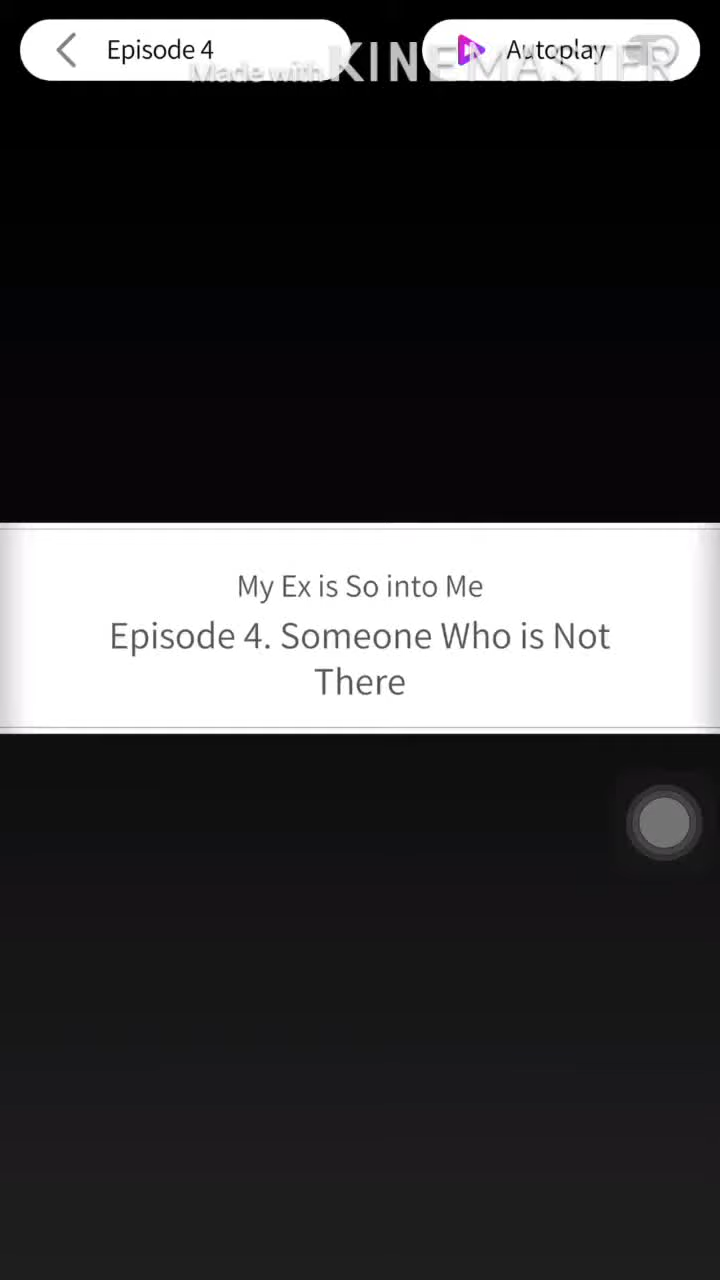 Episode 4
Autoplay
Made with KINEMASTER
My Ex is So into Me
Episode 4. Someone Who is Not
There